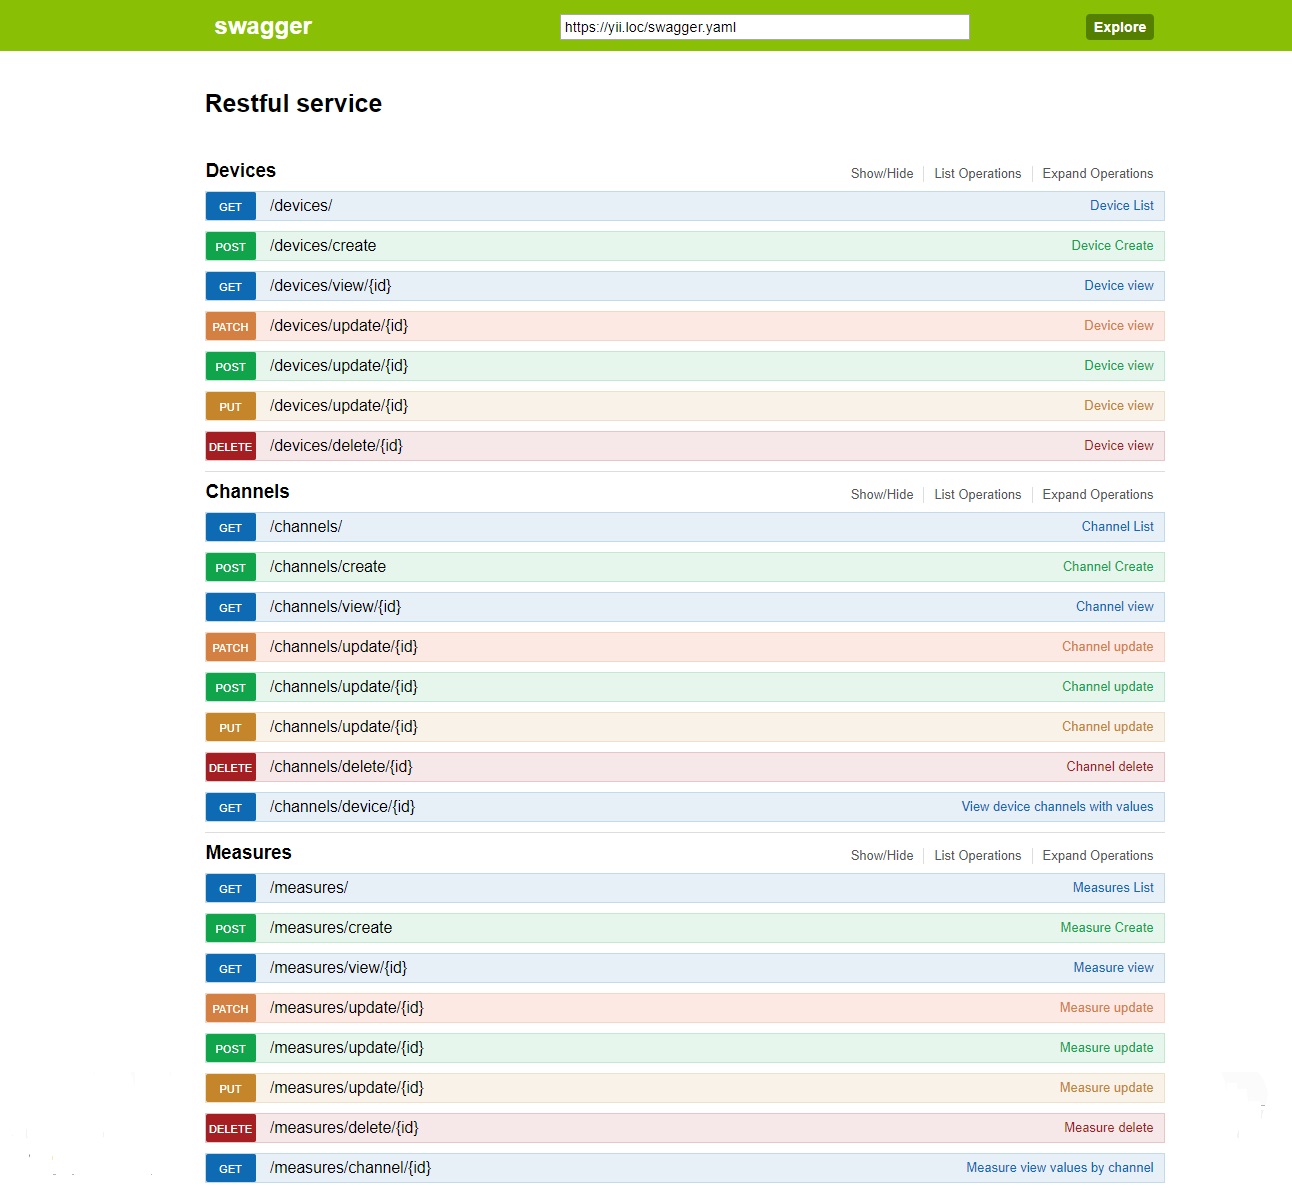 swagger https://yii.loc/swagger.yaml Explore
Restful service
Devices Show/Hide List Operations Expand Operations
GET /devices/ Device List
POST /devices/create Device Create
GET /devices/view/{id} Device view
PATCH /devices/update/{id} Device view
POST /devices/update/{id} Device view
PUT /devices/update/{id} Device view
DELETE /devices/delete/{id} Device view
Channels Show/Hide List Operations Expand Operations
GET /channels/ Channel List
POST /channels/create Channel Create
GET /channels/view/{id} Channel view
PATCH /channels/update/{id} Channel update
POST /channels/update/{id} Channel update
PUT /channels/update/{id} Channel update
DELETE /channels/delete/{id} Channel delete
GET /channels/device/{id} View device channels with values
Measures Show/Hide List Operations Expand Operations
GET /measures/ Measures List
POST /measures/create Measure Create
GET /measures/view/{id} Measure view
PATCH /measures/update/{id} Measure update
POST /measures/update/{id} Measure update
PUT /measures/update/{id} Measure update
DELETE /measures/delete/{id} Measure delete
GET /measures/channel/{id} Measure view values by channel